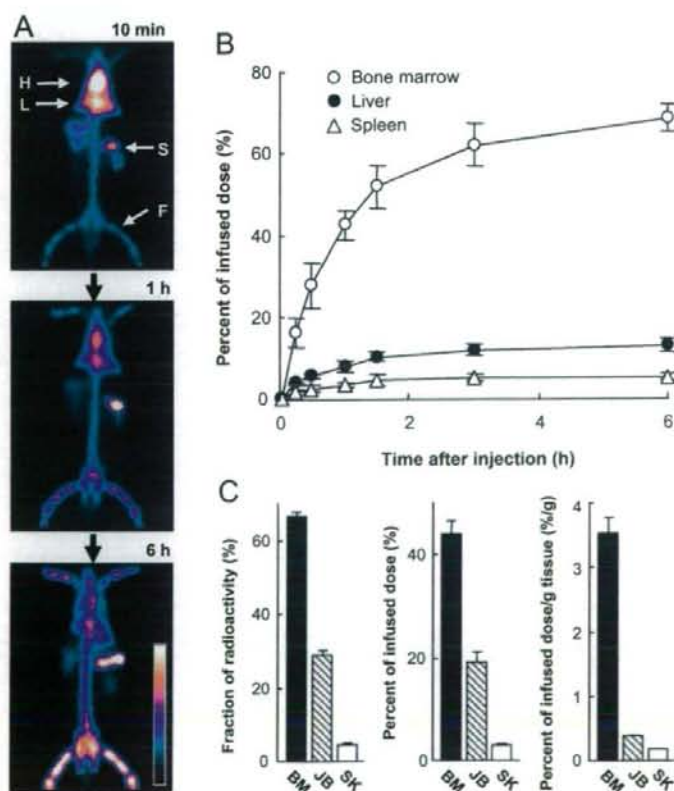 A
10 min
H
L
S
F
1 h
6 h
B
80
60
40
20
0
Bone marrow
Liver
Spleen
Percent of infused dose (%)
0 2 4 6
Time after injection (h)
C
60
40
20
0
Fraction of radioactivity (%)
BM JB SK
40
20
0
Percent of infused dose (%)
BM JB SK
4
3
2
1
0
Percent of infused dose/g tissue (%/g)
BM JB SK